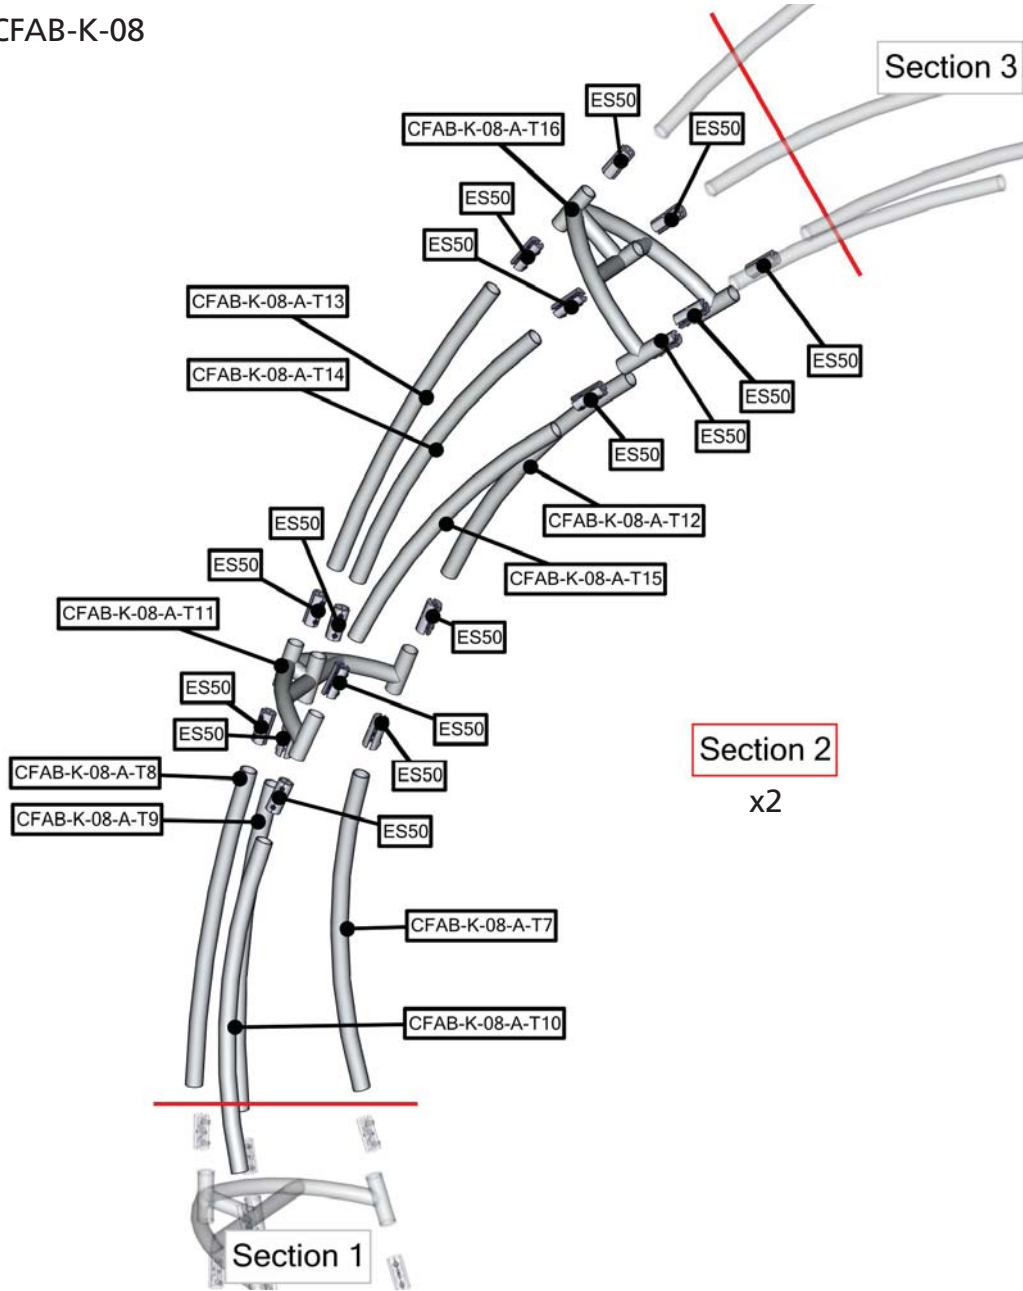 CFAB-K-08
Section 3
ES50
CFAB-K-08-A-T16
ES50
ES50
ES50
CFAB-K-08-A-T13
ES50
CFAB-K-08-A-T14
ES50
ES50
ES50
CFAB-K-08-A-T12
ES50
ES50
CFAB-K-08-A-T15
CFAB-K-08-A-T11
ES50
ES50
ES50
ES50
Section 2
CFAB-K-08-A-T8
ES50
x2
CFAB-K-08-A-T9
ES50
CFAB-K-08-A-T7
CFAB-K-08-A-T10
Section 1